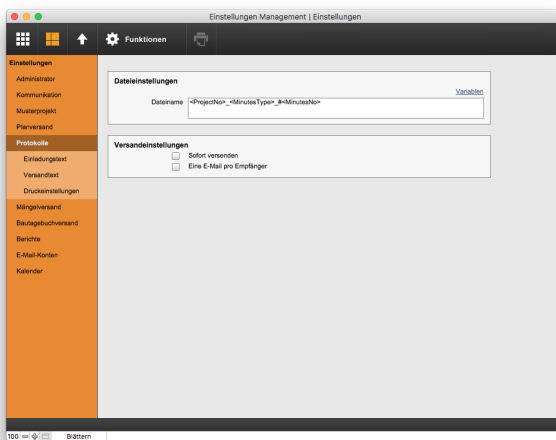 Einstellungen Management | Einstellungen
Funktionen
Einstellungen
Administrator
Kommunikation
Musterprojekt
Planversand
Protokolle
Einladungstext
Versandtext
Druckeinstellungen
Mängelversand
Bautagebuchversand
Berichte
E-Mail-Konten
Kalender
Dateieinstellungen
Variablen
Dateiname <ProjectNo>_<MinutesType>_#<MinutesNo>
Versandeinstellungen
Sofort versenden
Eine E-Mail pro Empfänger
100 Blättern